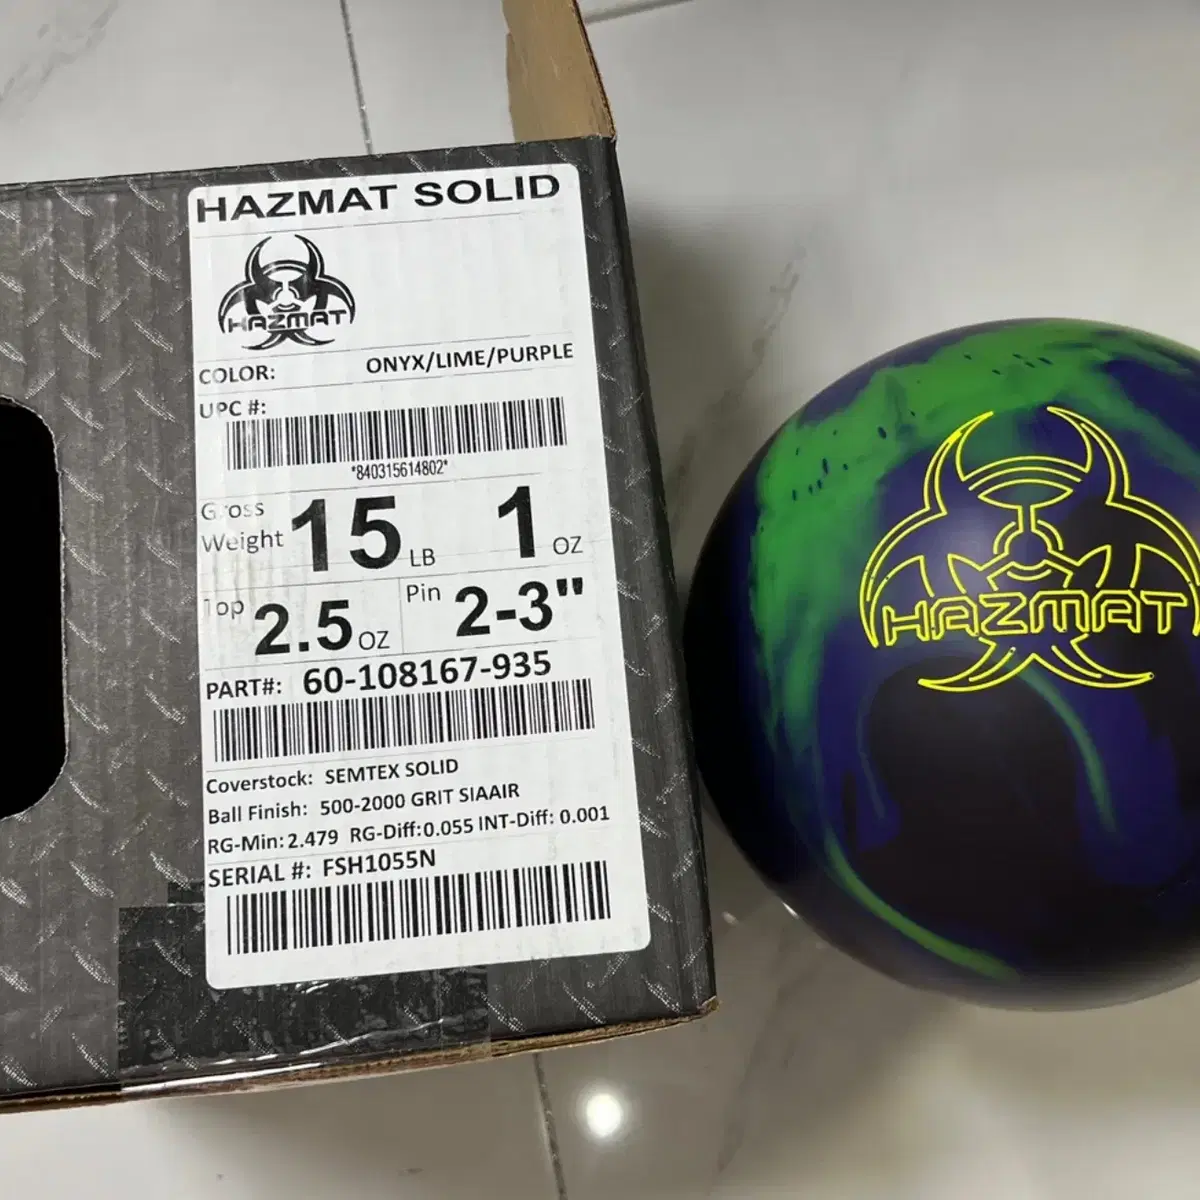 HAZMAT SOLID
HAZMAT
COLOR: ONYX/LIME/PURPLE
UPC #:
*840315614802*
Gross Weight 15 LB 1 OZ
Top 2.5 OZ Pin 2-3"
PART#: 60-108167-935
Coverstock: SEMTEX SOLID
Ball Finish: 500-2000 GRIT SIAAIR
RG-Min: 2.479 RG-Diff:0.055 INT-Diff: 0.001
SERIAL #: FSH1055N
HAZMAT